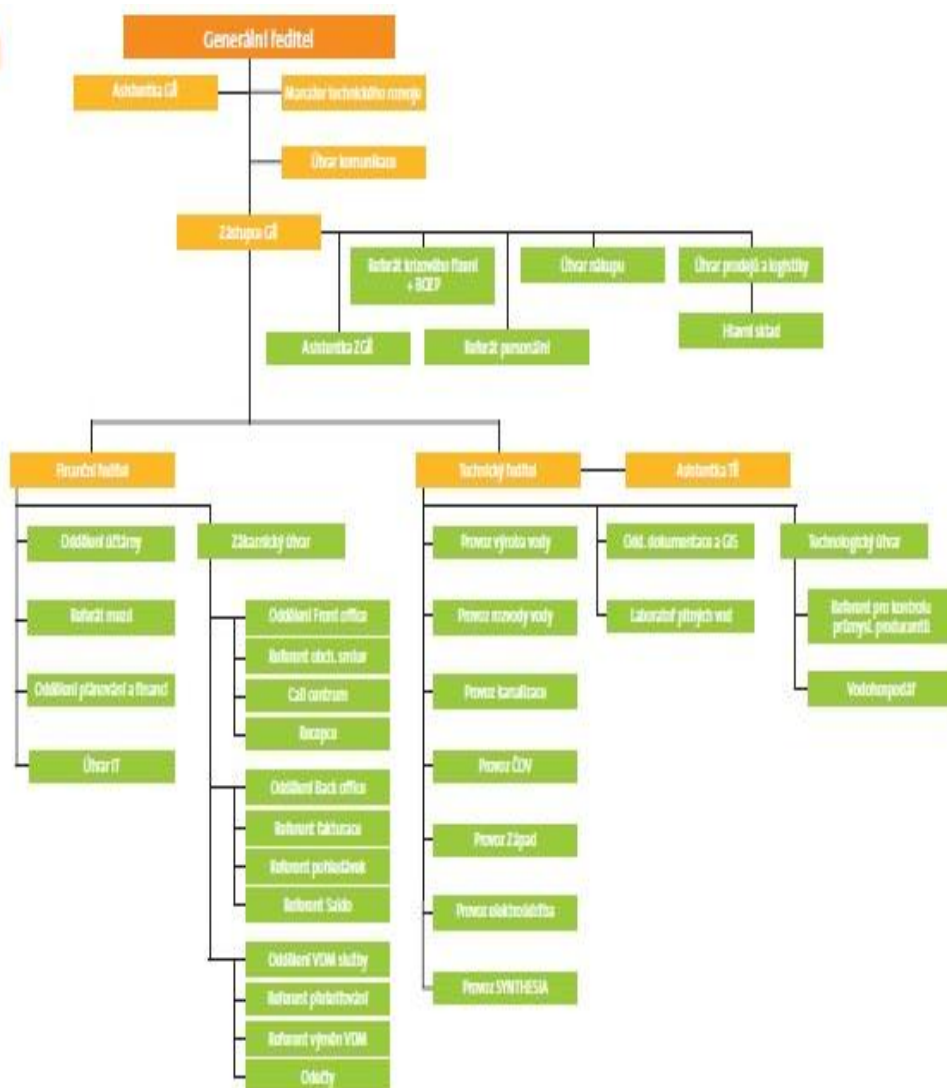 Generální ředitel
Asistentka GŘ
Manažer technického rozvoje
Útvar komunikace
Zástupce GŘ
Referát krizového řízení
+ BOZP
Útvar nákupu
Útvar prodejů a logistiky
Asistentka ZGŘ
Referát personální
Hlavní sklad
Finanční ředitel
Technický ředitel
Asistentka TŘ
Oddělení účtárny
Zákaznický útvar
Provoz výroba vody
Odd. dokumentace a GIS
Technologický útvar
Referát mezd
Oddělení Front office
Provoz rozvody vody
Laboratoř pitných vod
Referent pro kontrolu
průmysl. producentů
Referent obch. smluv
Oddělení plánování a financí
Call centrum
Provoz kanalizace
Vodohospodář
Recepce
Útvar IT
Oddělení Back office
Provoz ČOV
Referent fakturace
Provoz Západ
Referent pohledávek
Referent Saldo
Provoz elektroúdržba
Oddělení VDM služby
Provoz SYNTHESIA
Referent přešetřování
Referent výměn VDM
Odečty